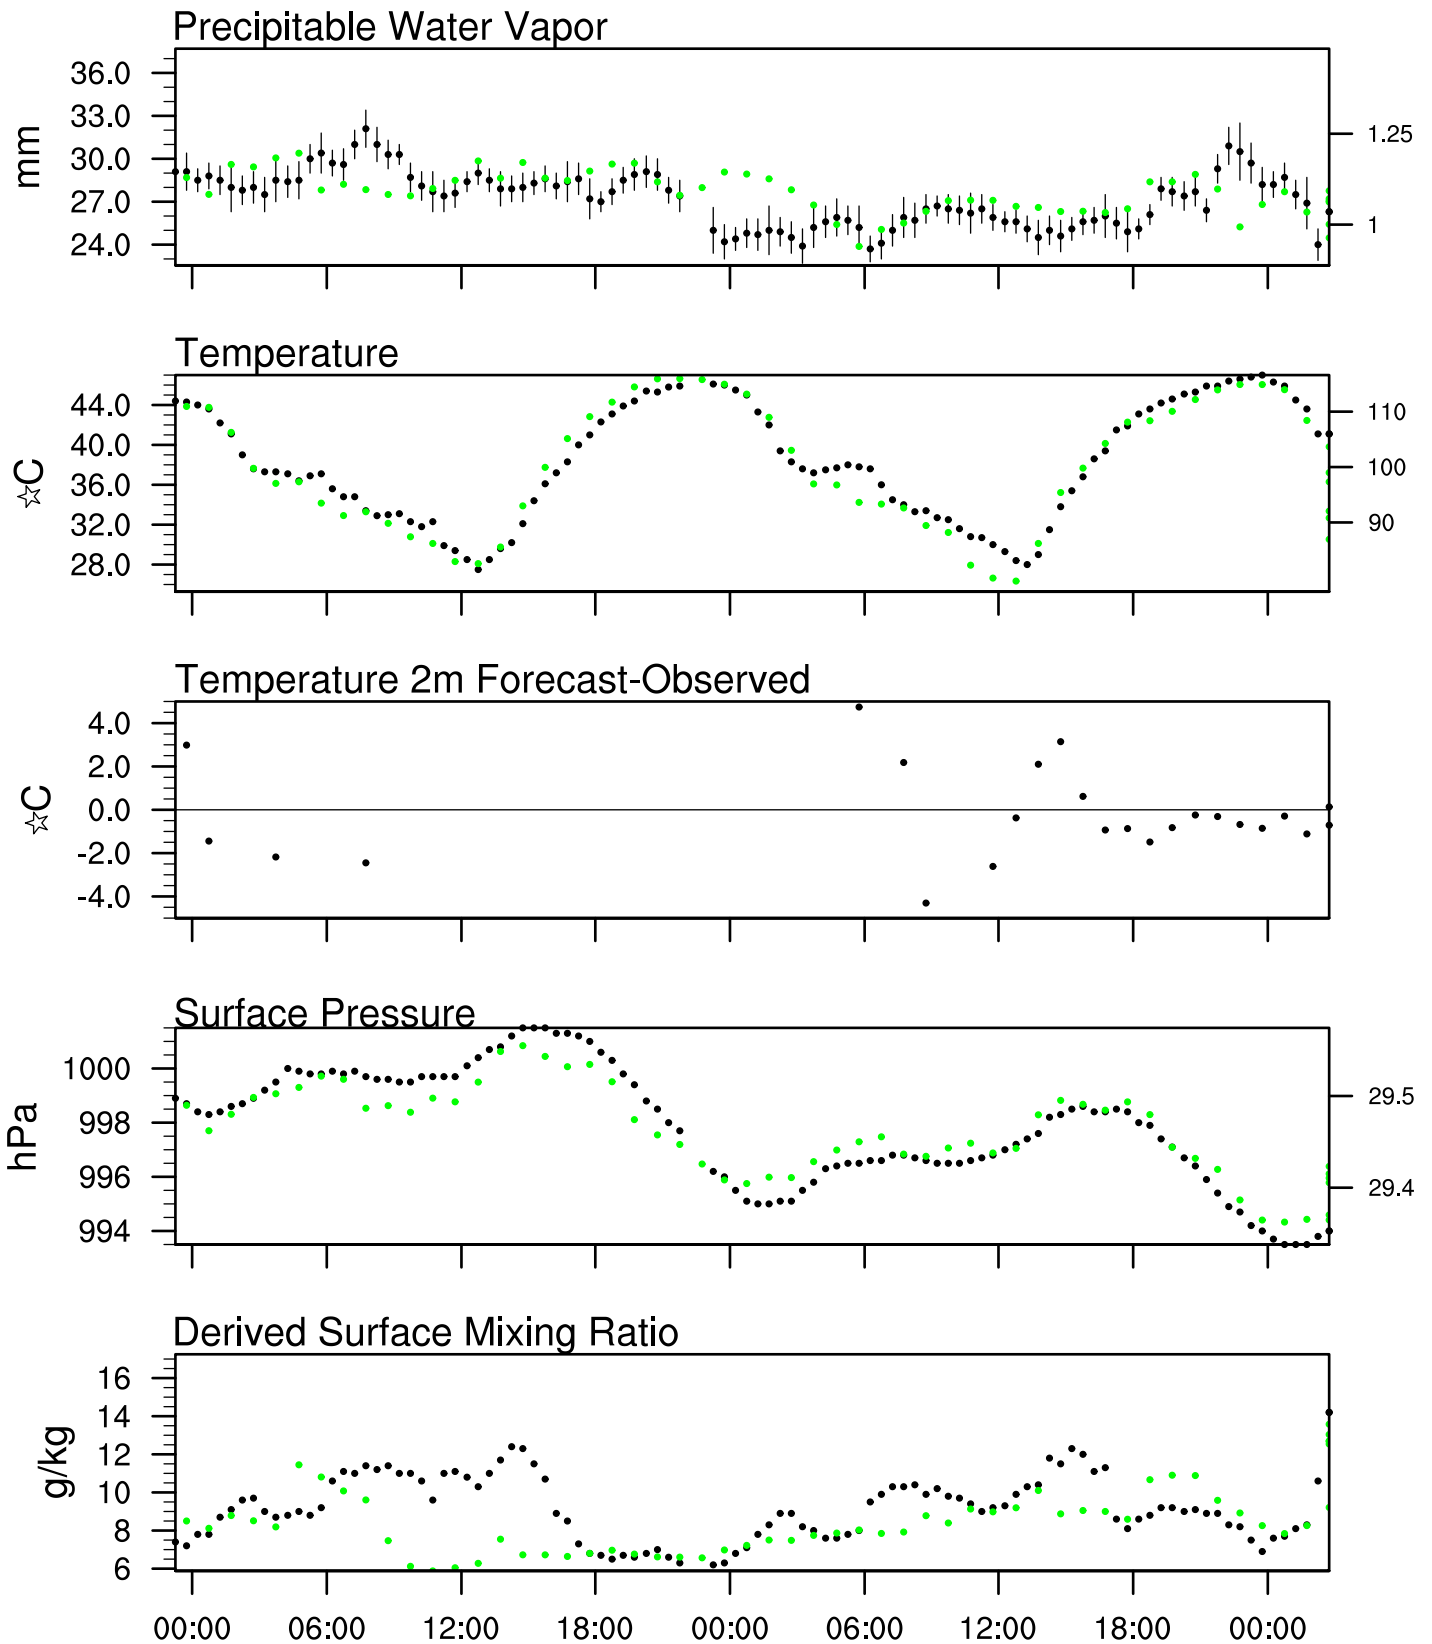 Precipitable Water Vapor
mm
36.0
33.0
30.0
27.0
24.0
1.25
1
Temperature
☆C
44.0
40.0
36.0
32.0
28.0
110
100
90
Temperature 2m Forecast-Observed
☆C
4.0
2.0
0.0
-2.0
-4.0
Surface Pressure
hPa
1000
998
996
994
29.5
29.4
Derived Surface Mixing Ratio
g/kg
16
14
12
10
8
6
00:00 06:00 12:00 18:00 00:00 06:00 12:00 18:00 00:00